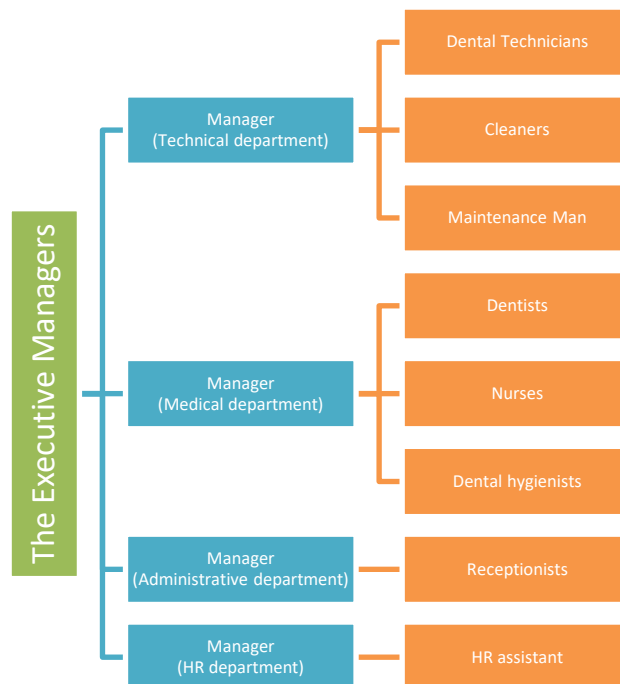 The Executive Managers
Manager
(Technical department)
Dental Technicians
Cleaners
Maintenance Man
Manager
(Medical department)
Dentists
Nurses
Dental hygienists
Manager
(Administrative department)
Receptionists
Manager
(HR department)
HR assistant